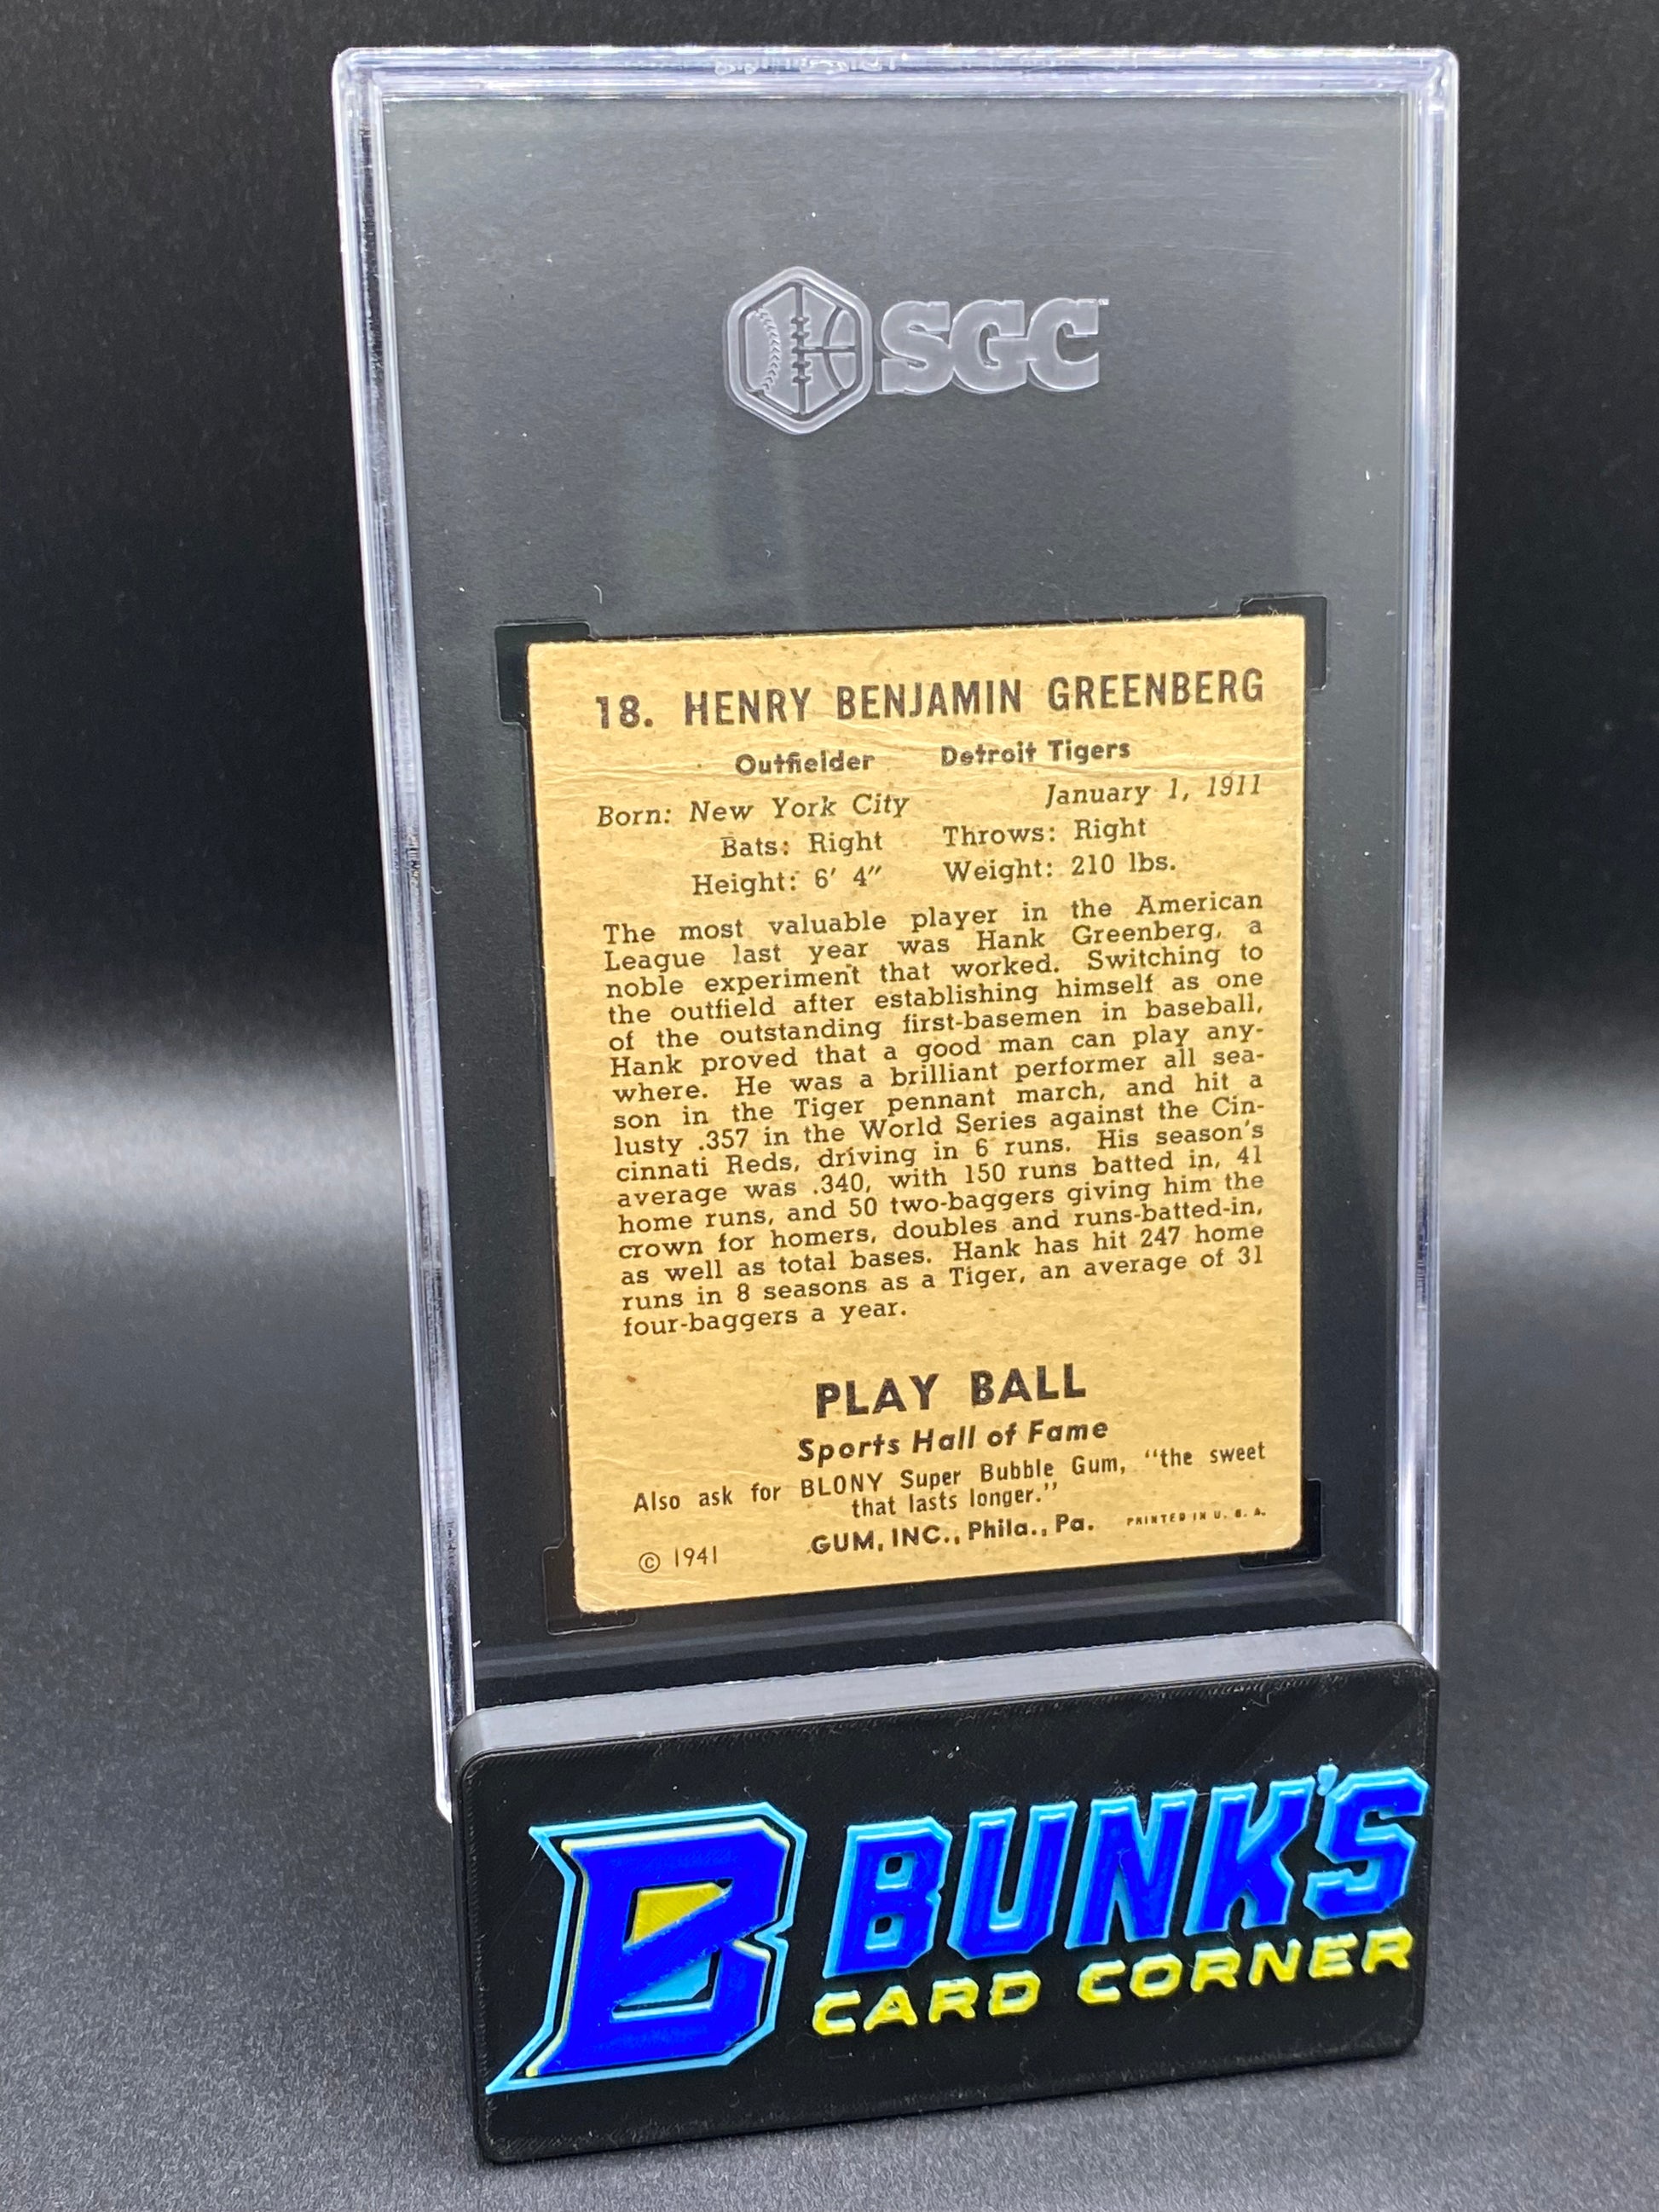 SGC
18. HENRY BENJAMIN GREENBERG
Outfielder Detroit Tigers
Born: New York City January 1, 1911
Bats: Right Throws: Right
Height: 6' 4" Weight: 210 lbs.
The most valuable player in the American
League last year was Hank Greenberg, a
noble experiment that worked. Switching to
the outfield after establishing himself as one
of the outstanding first-basemen in baseball,
Hank proved that a good man can play any-
where. He was a brilliant performer all sea-
son in the Tiger pennant march, and hit a
lusty .357 in the World Series against the Cin-
cinnati Reds, driving in 6 runs. His season's
average was .340, with 150 runs batted in, 41
home runs, and 50 two-baggers giving him the
crown for homers, doubles and runs-batted-in,
as well as total bases. Hank has hit 247 home
runs in 8 seasons as a Tiger, an average of 31
four-baggers a year.
PLAY BALL
Sports Hall of Fame
Also ask for BLONY Super Bubble Gum, "the sweet
that lasts longer."
© 1941 GUM, INC., Phila., Pa. PRINTED IN U. S. A.
B BUNK'S
CARD CORNER